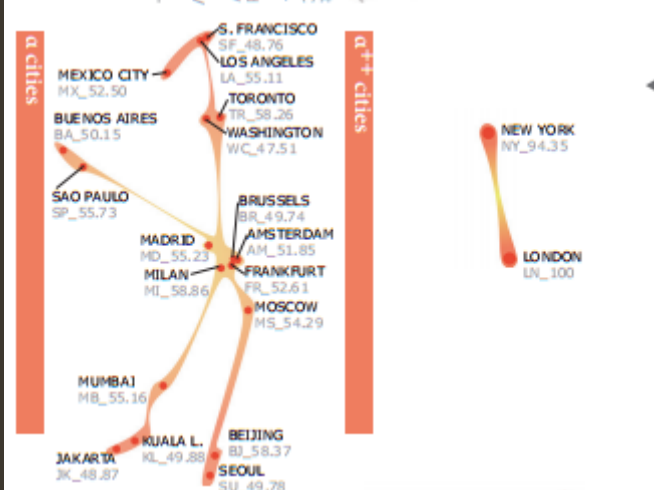 α cities
S. FRANCISCO
SF_48.76
LOS ANGELES
LA_55.11
MEXICO CITY
MX_52.50
TORONTO
TR_58.26
BUENOS AIRES
BA_50.15
WASHINGTON
WC_47.51
SAO PAULO
SP_55.73
BRUSSELS
BR_49.74
AMSTERDAM
AM_51.85
MADRID
MD_55.23
MILAN
MI_58.86
FRANKFURT
FR_52.61
MOSCOW
MS_54.29
MUMBAI
MB_55.16
KUALA L.
KL_49.88
JAKARTA
JK_48.87
BEIJING
BJ_58.37
SEOUL
SU_49.78
α++ cities
NEW YORK
NY_94.35
LONDON
LN_100